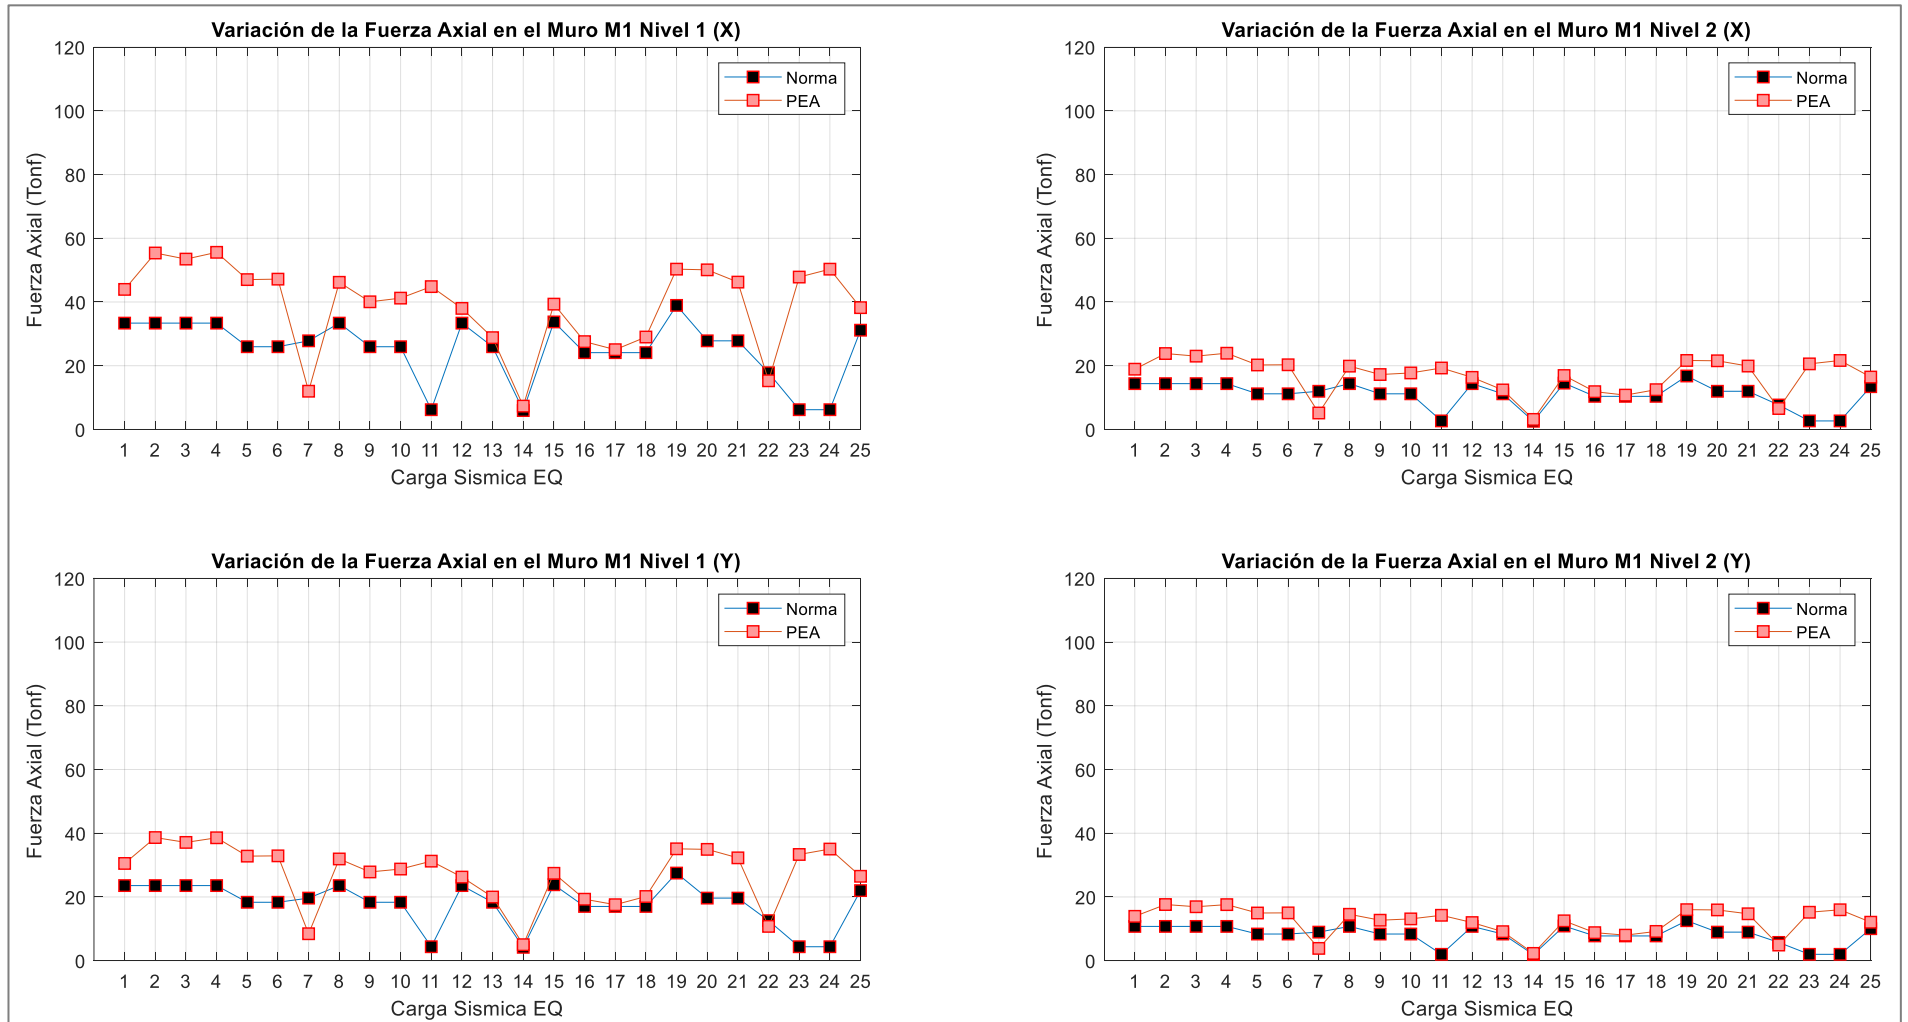 Variación de la Fuerza Axial en el Muro M1 Nivel 1 (X)
120
100
80
60
40
20
0
Fuerza Axial (Tonf)
Norma
PEA
1 2 3 4 5 6 7 8 9 10 11 12 13 14 15 16 17 18 19 20 21 22 23 24 25
Carga Sismica EQ
Variación de la Fuerza Axial en el Muro M1 Nivel 2 (X)
120
100
80
60
40
20
0
Fuerza Axial (Tonf)
Norma
PEA
1 2 3 4 5 6 7 8 9 10 11 12 13 14 15 16 17 18 19 20 21 22 23 24 25
Carga Sismica EQ
Variación de la Fuerza Axial en el Muro M1 Nivel 1 (Y)
120
100
80
60
40
20
0
Fuerza Axial (Tonf)
Norma
PEA
1 2 3 4 5 6 7 8 9 10 11 12 13 14 15 16 17 18 19 20 21 22 23 24 25
Carga Sismica EQ
Variación de la Fuerza Axial en el Muro M1 Nivel 2 (Y)
120
100
80
60
40
20
0
Fuerza Axial (Tonf)
Norma
PEA
1 2 3 4 5 6 7 8 9 10 11 12 13 14 15 16 17 18 19 20 21 22 23 24 25
Carga Sismica EQ